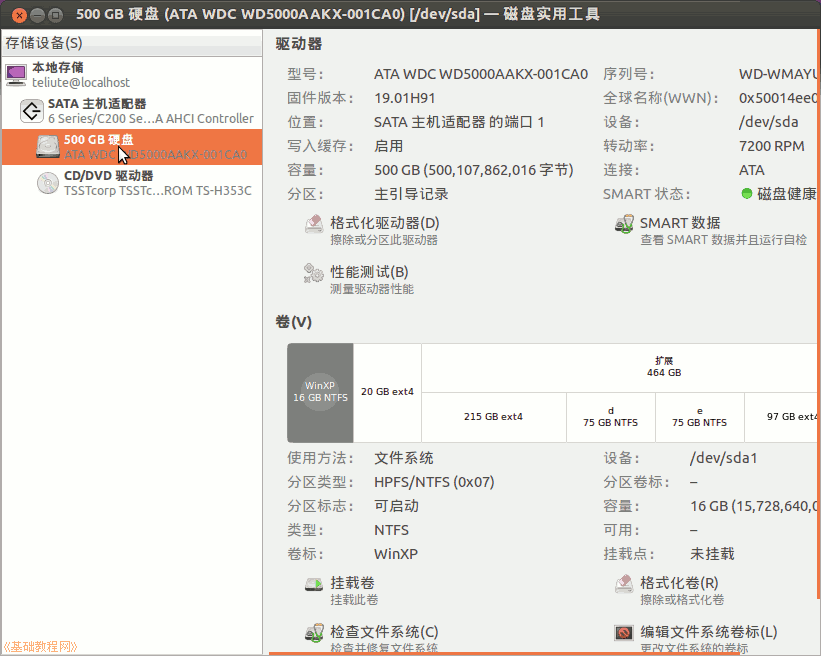 500 GB 硬盘 (ATA WDC WD5000AAKX-001CA0) [/dev/sda] — 磁盘实用工具
存储设备(S)
本地存储
teliute@localhost
SATA 主机适配器
6 Series/C200 Se...A AHCI Controller
500 GB 硬盘
ATA WDC WD5000AAKX-001CA0
CD/DVD 驱动器
TSSTcorp TSSTc...ROM TS-H353C
驱动器
型号： ATA WDC WD5000AAKX-001CA0 序列号： WD-WMAYU
固件版本： 19.01H91 全球名称(WWN)： 0x50014ee0
位置： SATA 主机适配器 的端口 1 设备： /dev/sda
写入缓存： 启用 转动率： 7200 RPM
容量： 500 GB (500,107,862,016 字节) 连接： ATA
分区： 主引导记录 SMART 状态： 磁盘健康
格式化驱动器(D) SMART 数据
擦除或分区此驱动器 查看 SMART 数据并且运行自检
性能测试(B)
测量驱动器性能
卷(V)
扩展
464 GB
WinXP
16 GB NTFS
20 GB ext4
215 GB ext4
d
75 GB NTFS
e
75 GB NTFS
97 GB ext4
使用方法： 文件系统 设备： /dev/sda1
分区类型： HPFS/NTFS (0x07) 分区卷标： –
分区标志： 可启动 容量： 16 GB (15,728,640,0
类型： NTFS 可用： –
卷标： WinXP 挂载点： 未挂载
挂载卷 格式化卷(R)
挂载此卷 擦除或格式化卷
检查文件系统(C) 编辑文件系统卷标(L)
检查并修复文件系统 更改文件系统的卷标
《基础教程网》